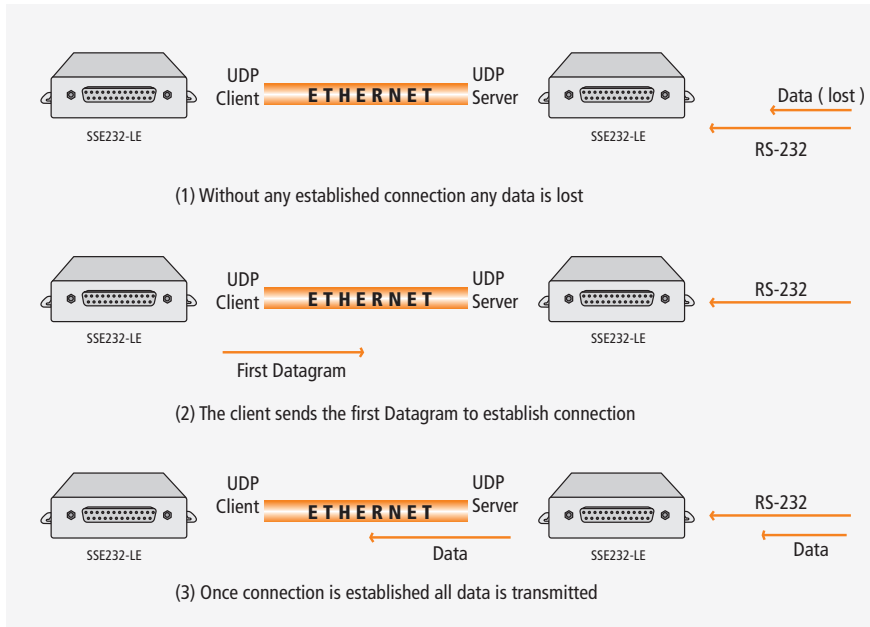 UDP
Client
ETHERNET
UDP
Server
Data ( lost )
RS-232
SSE232-LE
SSE232-LE
(1) Without any established connection any data is lost
UDP
Client
ETHERNET
UDP
Server
RS-232
SSE232-LE
SSE232-LE
First Datagram
(2) The client sends the first Datagram to establish connection
UDP
Client
ETHERNET
UDP
Server
RS-232
SSE232-LE
Data
SSE232-LE
Data
(3) Once connection is established all data is transmitted